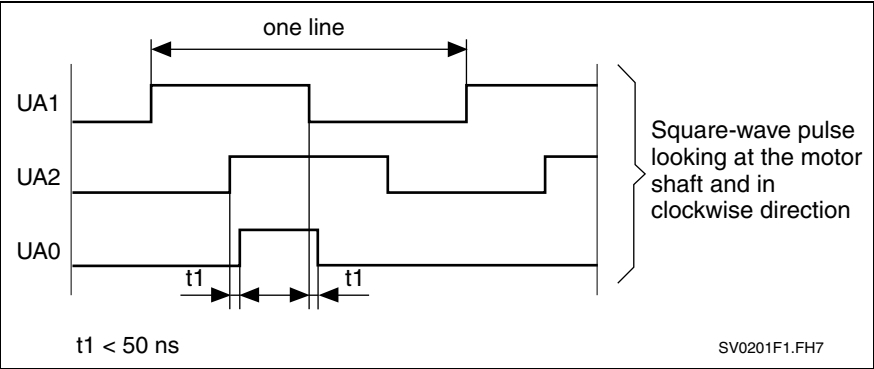 one line
UA1
UA2
UA0
t1
t1
Square-wave pulse
looking at the motor
shaft and in
clockwise direction
t1 < 50 ns
SV0201F1.FH7